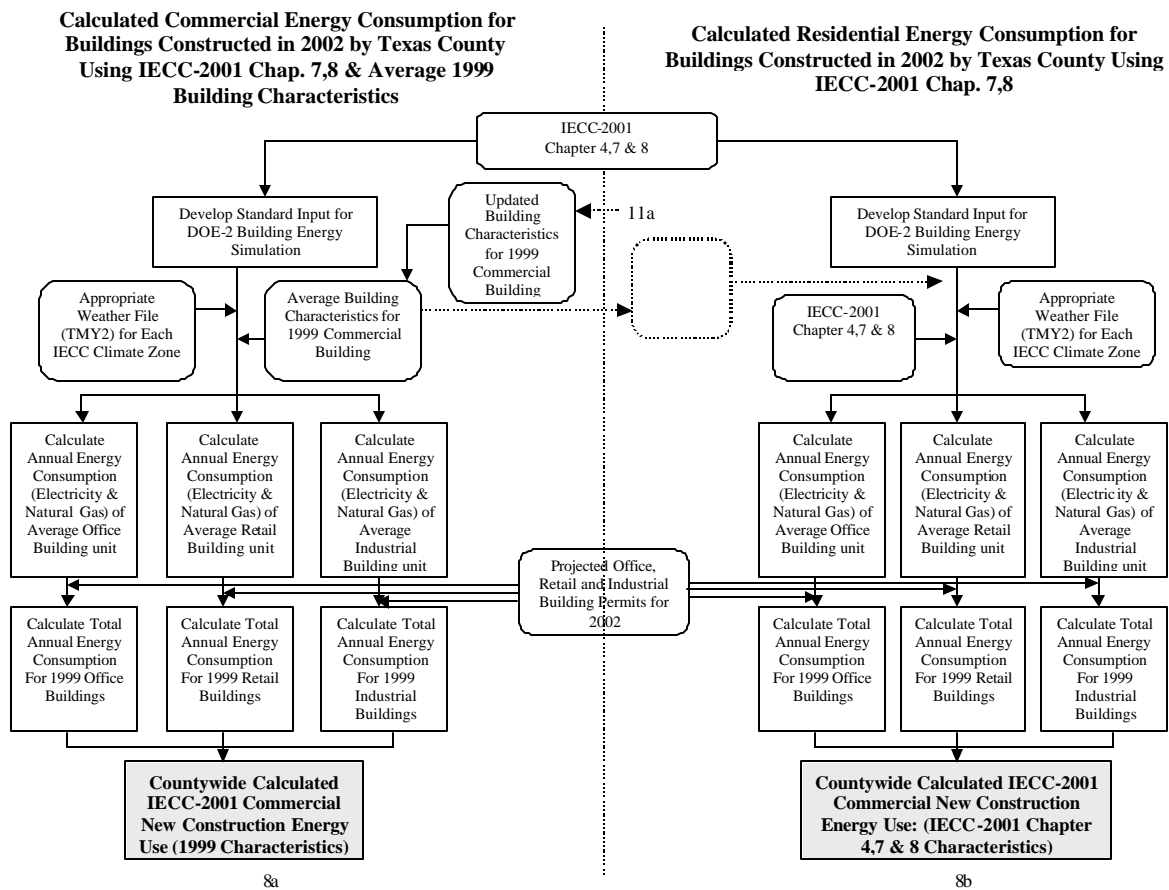 Calculated Commercial Energy Consumption for
Buildings Constructed in 2002 by Texas County
Using IECC-2001 Chap. 7,8 & Average 1999
Building Characteristics
Calculated Residential Energy Consumption for
Buildings Constructed in 2002 by Texas County Using
IECC-2001 Chap. 7,8
IECC-2001
Chapter 4,7 & 8
Develop Standard Input for
DOE-2 Building Energy
Simulation
Updated
Building
Characteristics
for 1999
Commercial
Building
11a
Develop Standard Input for
DOE-2 Building Energy
Simulation
Appropriate
Weather File
(TMY2) for Each
IECC Climate Zone
Average Building
Characteristics for
1999 Commercial
Building
IECC-2001
Chapter 4,7 & 8
Appropriate
Weather File
(TMY2) for Each
IECC Climate Zone
Calculate
Annual Energy
Consumption
(Electricity &
Natural Gas) of
Average Office
Building unit
Calculate
Annual Energy
Consumption
(Electricity &
Natural Gas) of
Average Retail
Building unit
Calculate
Annual Energy
Consumption
(Electricity &
Natural Gas) of
Average
Industrial
Building unit
Calculate
Annual Energy
Consumption
(Electricity &
Natural Gas) of
Average Office
Building unit
Calculate
Annual Energy
Consumption
(Electricity &
Natural Gas) of
Average Retail
Building unit
Calculate
Annual Energy
Consumption
(Electricity &
Natural Gas) of
Average
Industrial
Building unit
Projected Office,
Retail and Industrial
Building Permits for
2002
Calculate Total
Annual Energy
Consumption
For 1999 Office
Buildings
Calculate Total
Annual Energy
Consumption
For 1999 Retail
Buildings
Calculate Total
Annual Energy
Consumption
For 1999
Industrial
Buildings
Calculate Total
Annual Energy
Consumption
For 1999 Office
Buildings
Calculate Total
Annual Energy
Consumption
For 1999 Retail
Buildings
Calculate Total
Annual Energy
Consumption
For 1999
Industrial
Buildings
Countywide Calculated
IECC-2001 Commercial
New Construction Energy
Use (1999 Characteristics)
Countywide Calculated IECC-2001
Commercial New Construction
Energy Use: (IECC-2001 Chapter
4,7 & 8 Characteristics)
8a
8b